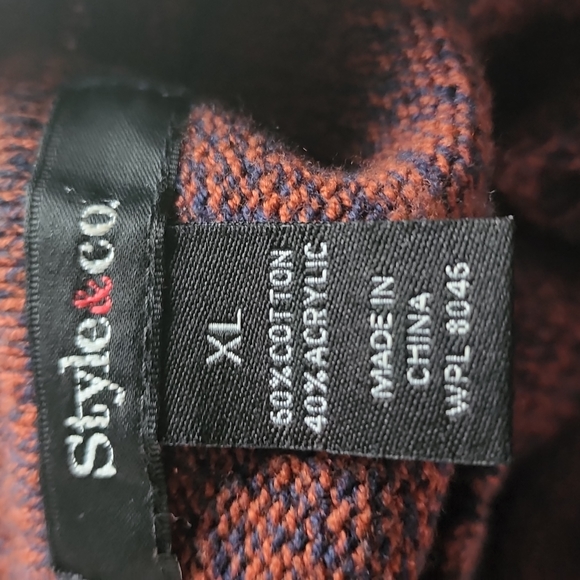 Style&co.
XL
60% COTTON
40% ACRYLIC
MADE IN
CHINA
WPL 8046